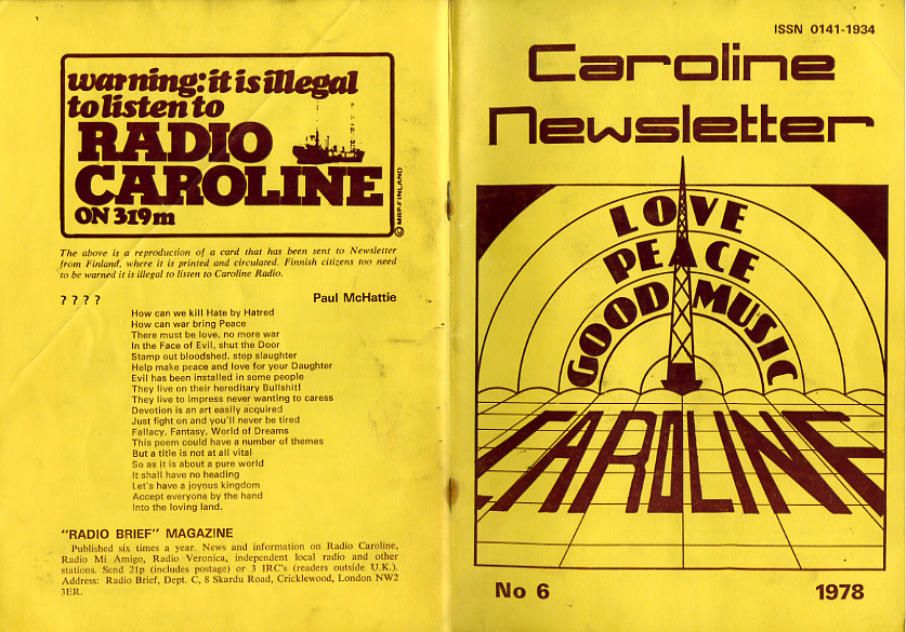 warning: it is illegal
to listen to
RADIO
CAROLINE
ON 319m
© MRP-FINLAND
The above is a reproduction of a card that has been sent to Newsletter
from Finland, where it is printed and circulated. Finnish citizens too need
to be warned it is illegal to listen to Caroline Radio.
? ? ? ?
Paul McHattie
How can we kill Hate by Hatred
How can war bring Peace
There must be love, no more war
In the Face of Evil, shut the Door
Stamp out bloodshed, stop slaughter
Help make peace and love for your Daughter
Evil has been installed in some people
They live on their hereditary Bullshit!
They live to impress never wanting to caress
Devotion is an art easily acquired
Just fight on and you'll never be tired
Fallacy, Fantasy, World of Dreams
This poem could have a number of themes
But a title is not at all vital
So as it is about a pure world
It shall have no heading
Let's have a joyous kingdom
Accept everyone by the hand
Into the loving land.
"RADIO BRIEF" MAGAZINE
Published six times a year. News and information on Radio Caroline,
Radio Mi Amigo, Radio Veronica, independent local radio and other
stations. Send 21p (includes postage) or 3 IRC's (readers outside U.K.).
Address: Radio Brief, Dept. C, 8 Skardu Road, Cricklewood, London NW2
3ER.
ISSN 0141-1934
Caroline
Newsletter
LOVE
PEACE
GOOD MUSIC
CAROLINE
No 6
1978